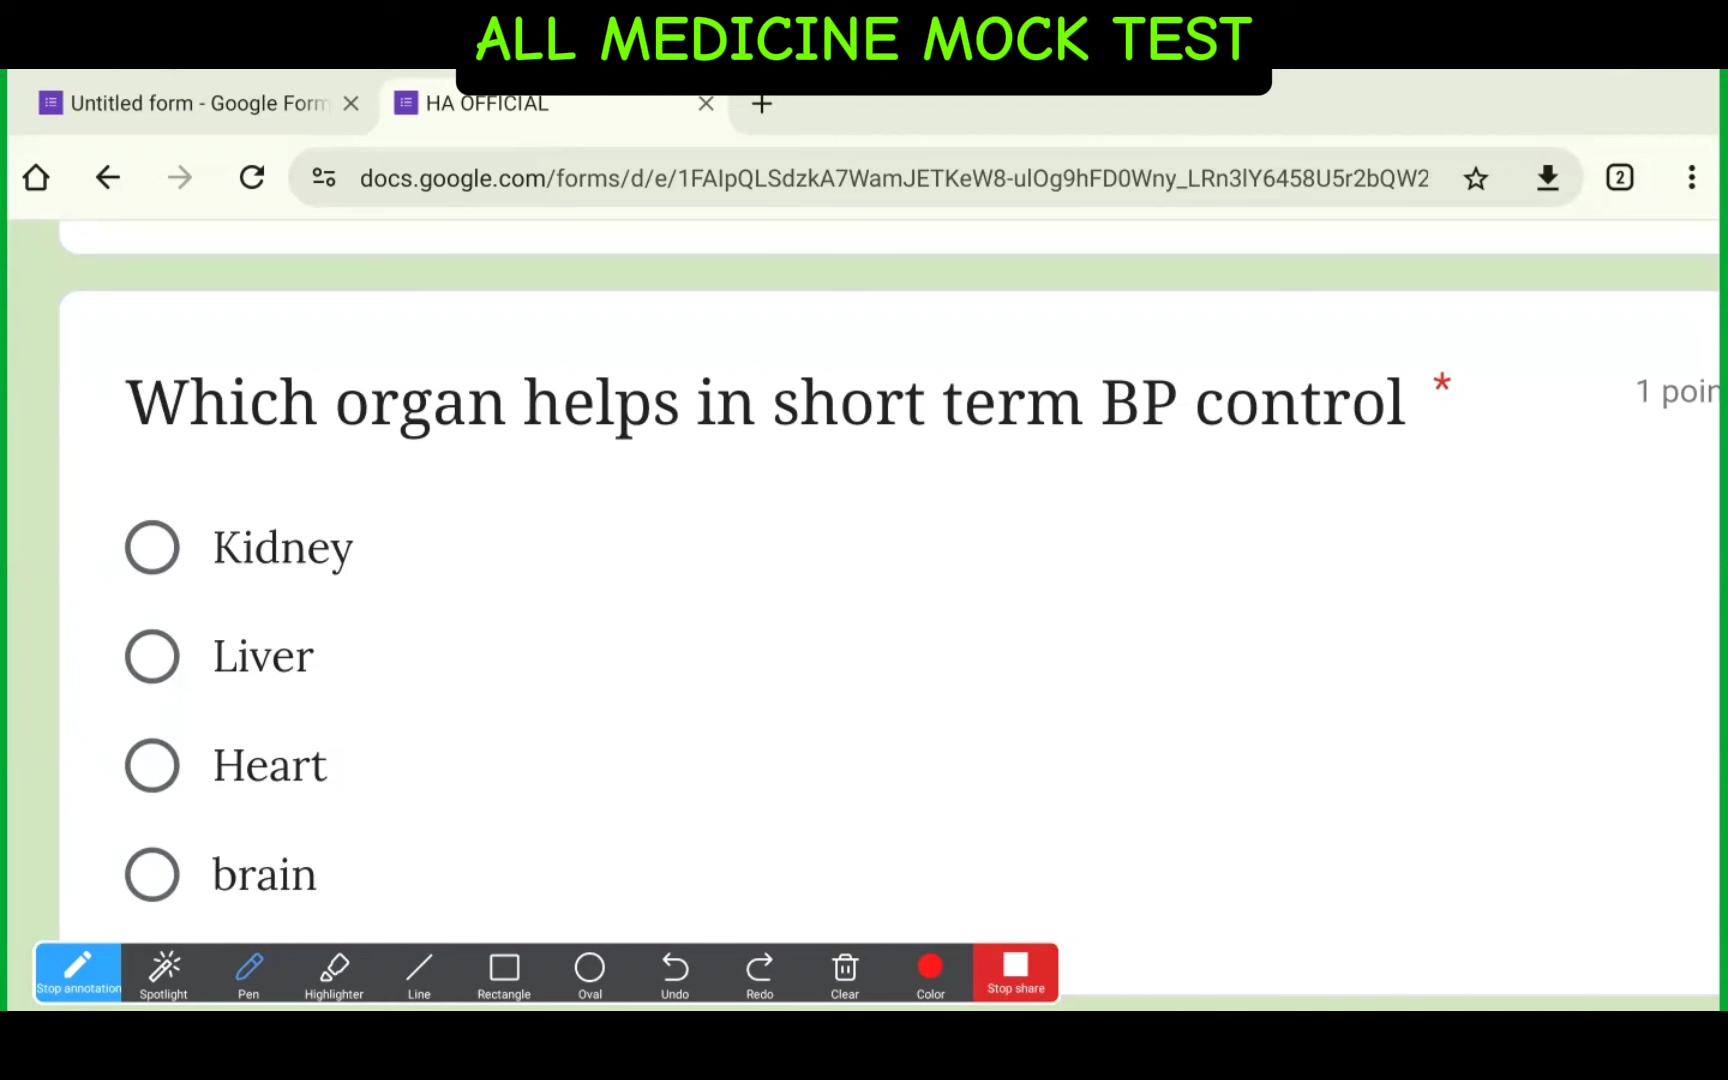 ALL MEDICINE MOCK TEST
Untitled form - Google Form
HA OFFICIAL
docs.google.com/forms/d/e/1FAIpQLSdzkA7WamJETKeW8-ulOg9hFD0Wny_LRn3lY6458U5r2bQW2
2
Which organ helps in short term BP control *
1 poin
Kidney
Liver
Heart
brain
Stop annotation
Spotlight
Pen
Highlighter
Line
Rectangle
Oval
Undo
Redo
Clear
Color
Stop share